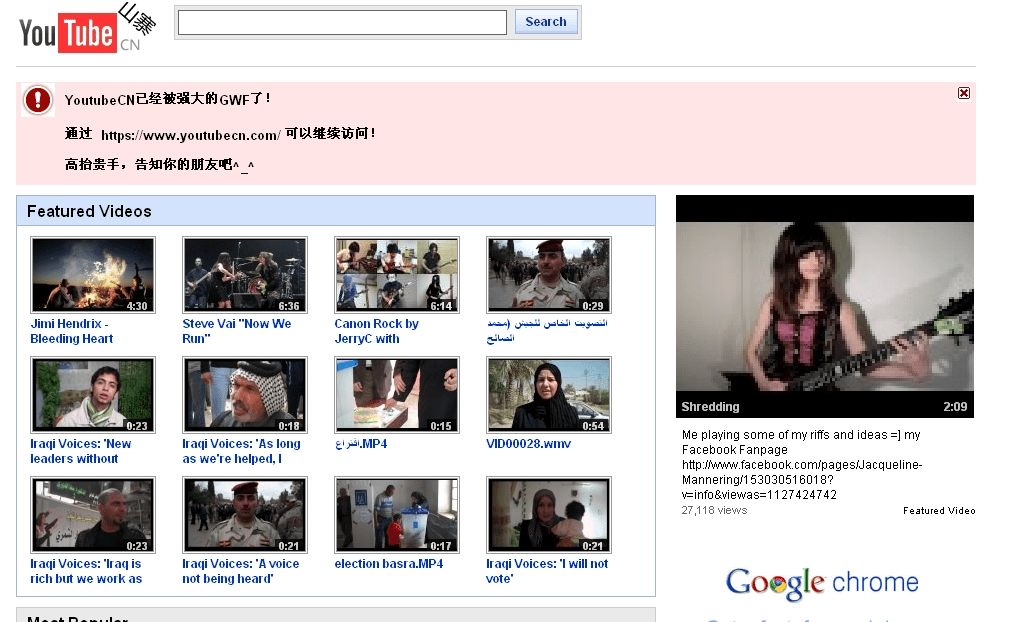 YouTube CN 山寨
Search
YoutubeCN已经被强大的GWF了!
通过 https://www.youtubecn.com/ 可以继续访问!
高抬贵手，告知你的朋友吧^_^
Featured Videos
4:30
6:36
6:14
0:29
Jimi Hendrix -
Bleeding Heart
Steve Vai "Now We
Run"
Canon Rock by
JerryC with
التصويت الخاص للجيش (محمد
الصالح
0:23
0:18
0:15
0:54
Iraqi Voices: 'New
leaders without
Iraqi Voices: 'As long
as we're helped, I
اقتراع.MP4
VID00028.wmv
0:23
0:21
0:17
0:21
Iraqi Voices: 'Iraq is
rich but we work as
Iraqi Voices: 'A voice
not being heard'
election basra.MP4
Iraqi Voices: 'I will not
vote'
Most Popular
Shredding 2:09
Me playing some of my riffs and ideas =] my
Facebook Fanpage
http://www.facebook.com/pages/Jacqueline-
Mannering/153030516018?
v=info&viewas=1127424742
27,118 views Featured Video
Google chrome